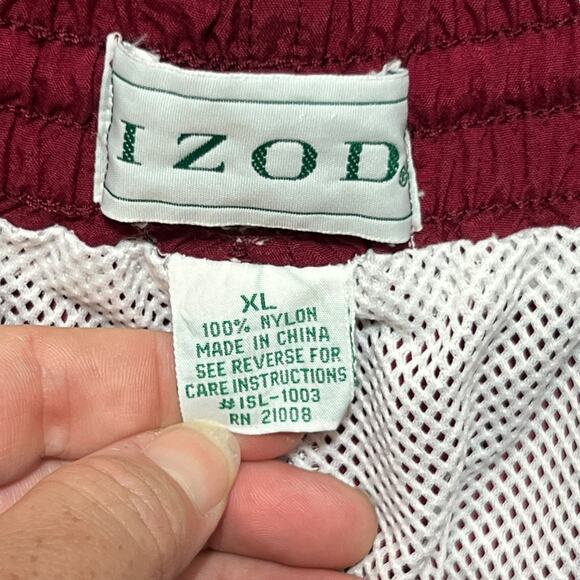 IZOD®
XL
100% NYLON
MADE IN CHINA
SEE REVERSE FOR
CARE INSTRUCTIONS
#ISL-1003
RN 21008